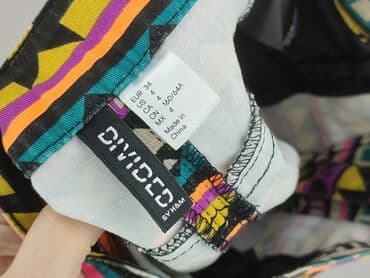 EUR 34
US 4
CA 4
CN 160/64A
MX 4
Made in
China
DIVIDED
BY H&M